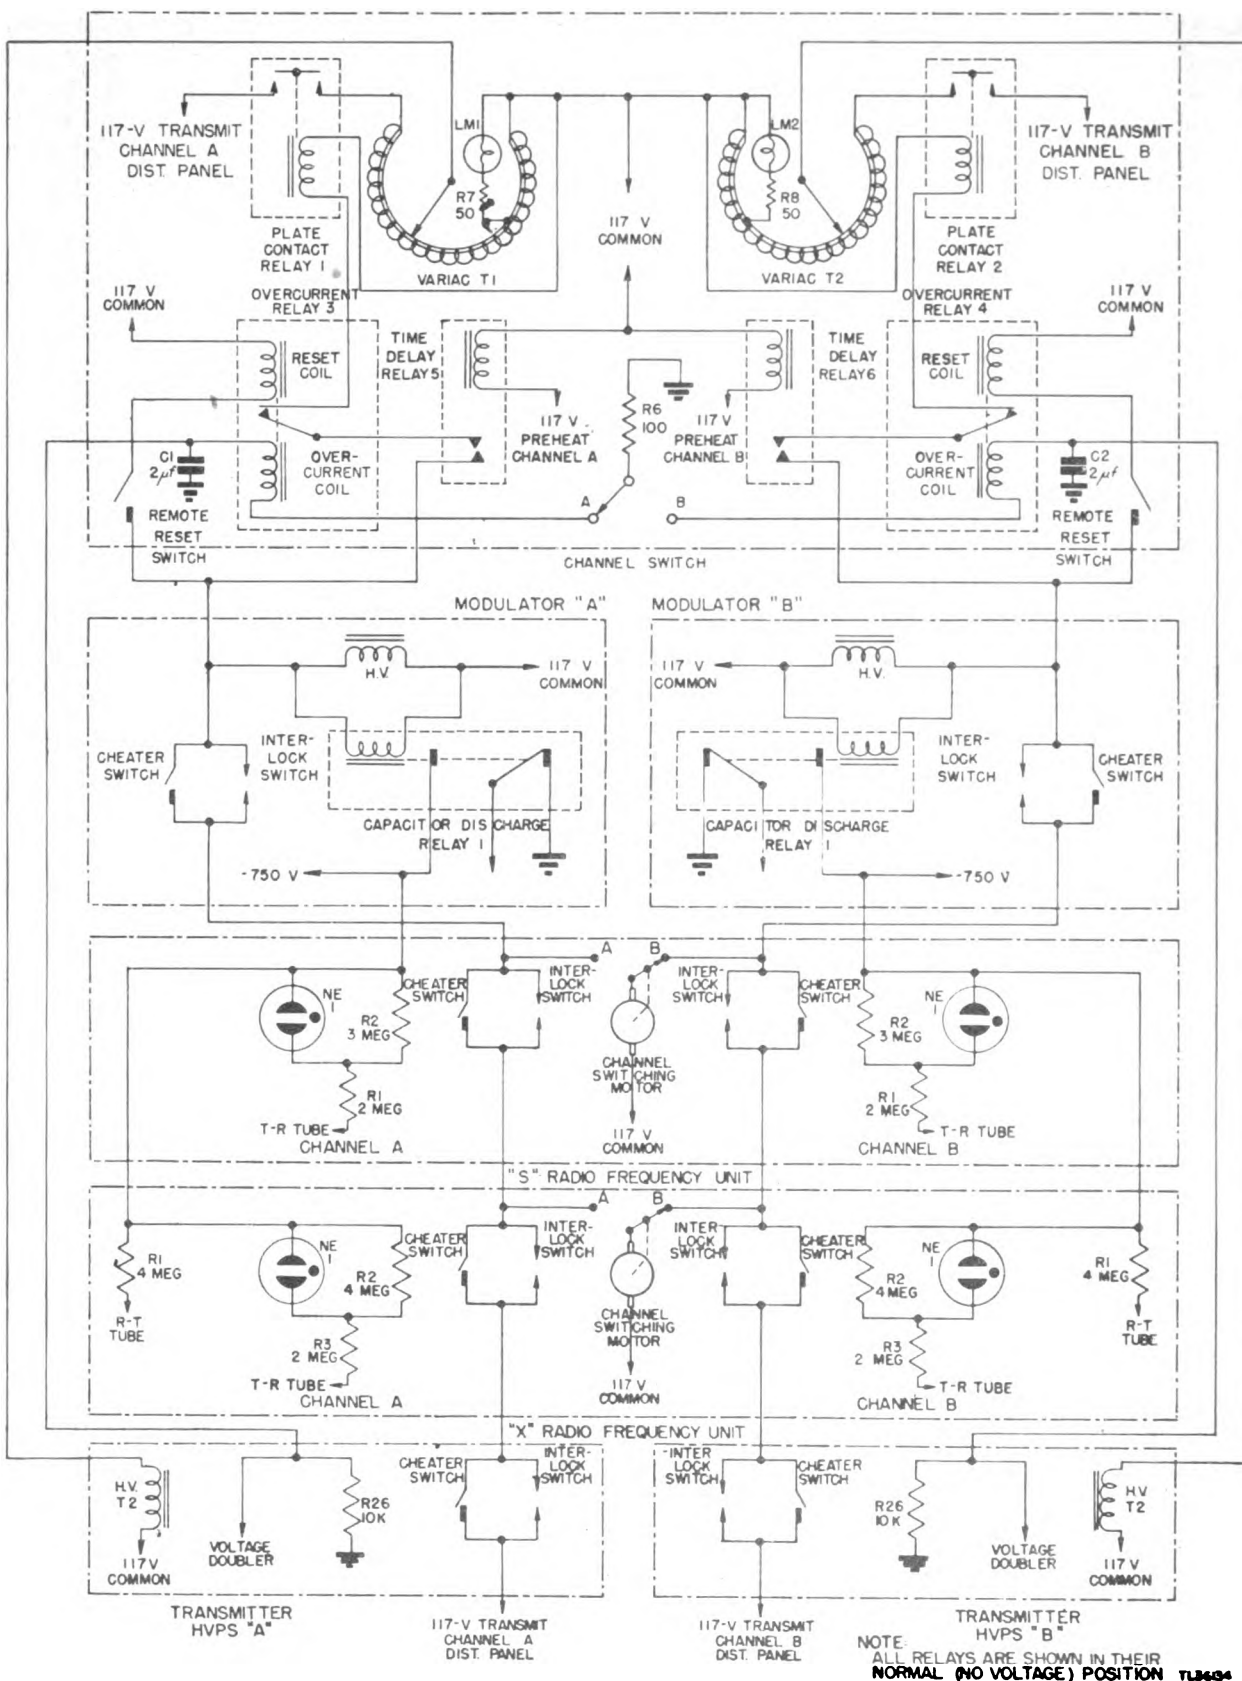 LM1
LM2
117-V TRANSMIT
CHANNEL A
DIST. PANEL
R7
50
R8
50
117-V TRANSMIT
CHANNEL B
DIST. PANEL
117 V
COMMON
PLATE
CONTACT
RELAY 1
VARIAC T1
VARIAC T2
PLATE
CONTACT
RELAY 2
117 V
COMMON
OVERCURRENT
RELAY 3
OVERCURRENT
RELAY 4
117 V
COMMON
RESET
COIL
TIME
DELAY
RELAY 5
TIME
DELAY
RELAY 6
RESET
COIL
R6
100
117 V
PREHEAT
CHANNEL A
117 V
PREHEAT
CHANNEL B
C1
2μf
OVER-
CURRENT
COIL
OVER-
CURRENT
COIL
C2
2μf
A
B
REMOTE
RESET
SWITCH
REMOTE
RESET
SWITCH
CHANNEL SWITCH
MODULATOR "A"
MODULATOR "B"
H.V.
117 V
COMMON
117 V
COMMON
H.V.
CHEATER
SWITCH
INTER-
LOCK
SWITCH
INTER-
LOCK
SWITCH
CHEATER
SWITCH
CAPACITOR DISCHARGE
RELAY 1
CAPACITOR DISCHARGE
RELAY 1
-750 V
-750 V
A
B
NE
1
R2
3 MEG
CHEATER
SWITCH
INTER-
LOCK
SWITCH
INTER-
LOCK
SWITCH
CHEATER
SWITCH
R2
3 MEG
NE
1
CHANNEL
SWITCHING
MOTOR
R1
2 MEG
R1
2 MEG
T-R TUBE
CHANNEL A
117 V
COMMON
T-R TUBE
CHANNEL B
"S" RADIO FREQUENCY UNIT
A
B
R1
4 MEG
NE
1
R2
4 MEG
CHEATER
SWITCH
INTER-
LOCK
SWITCH
INTER-
LOCK
SWITCH
CHEATER
SWITCH
R2
4 MEG
NE
1
R1
4 MEG
R-T
TUBE
CHANNEL
SWITCHING
MOTOR
R-T
TUBE
R3
2 MEG
R3
2 MEG
T-R TUBE
CHANNEL A
117 V
COMMON
T-R TUBE
CHANNEL B
"X" RADIO FREQUENCY UNIT
H.V.
T2
R26
10K
CHEATER
SWITCH
INTER-
LOCK
SWITCH
INTER
LOCK
SWITCH
CHEATER
SWITCH
R26
10K
H.V
T2
117V
COMMON
VOLTAGE
DOUBLER
VOLTAGE
DOUBLER
117 V
COMMON
TRANSMITTER
HVPS "A"
117-V TRANSMIT
CHANNEL A
DIST. PANEL
117-V TRANSMIT
CHANNEL B
DIST. PANEL
TRANSMITTER
HVPS "B"
NOTE:
ALL RELAYS ARE SHOWN IN THEIR
NORMAL (NO VOLTAGE) POSITION